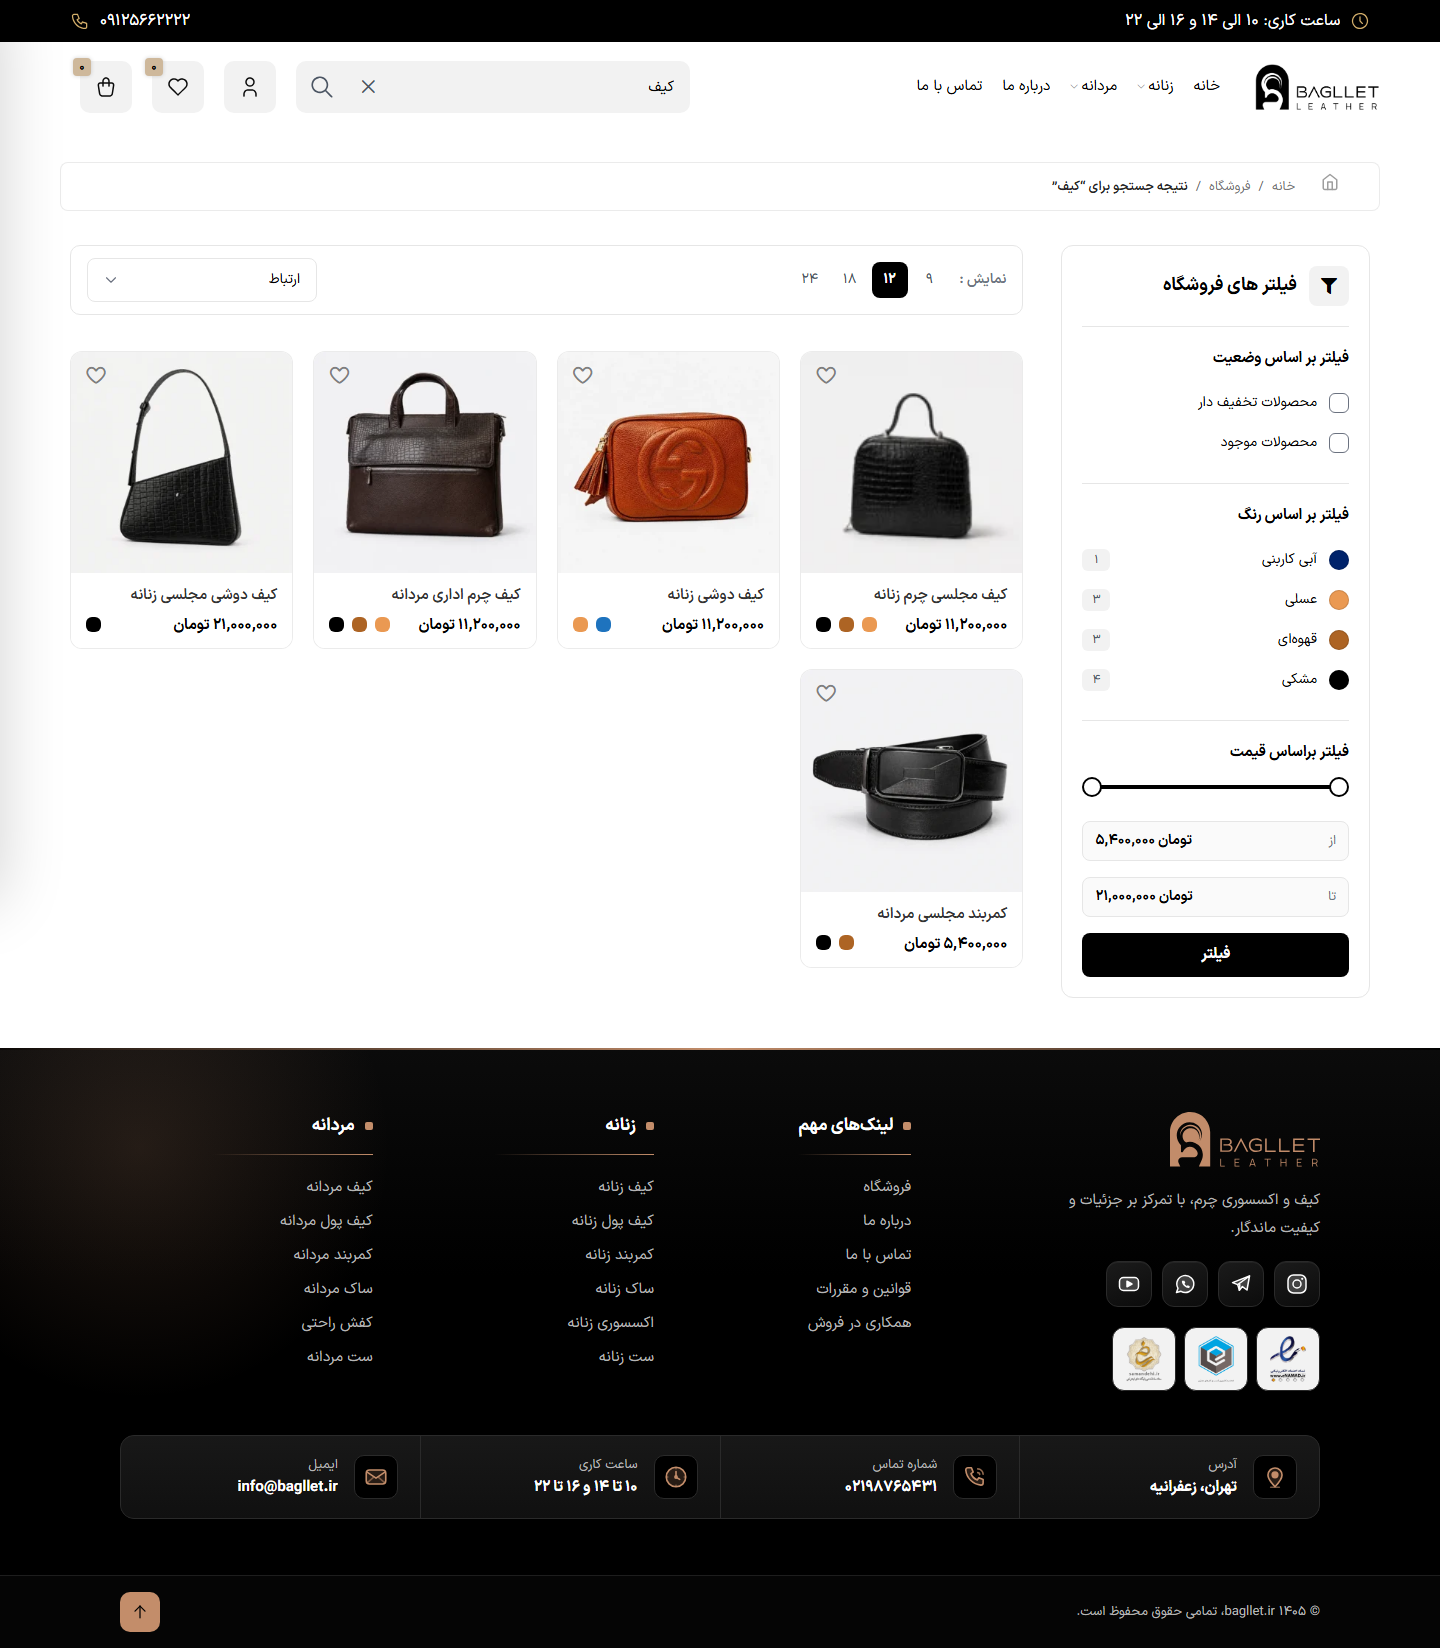 ساعت کاری: ۱۰ الی ۱۴ و ۱۶ الی ۲۲
۰۹۱۲۵۶۶۲۲۲۲
BAGLLET
LEATHER
خانه
زنانه
مردانه
درباره ما
تماس با ما
کیف
۰
۰
خانه / فروشگاه / نتیجه جستجو برای “کیف”
فیلتر های فروشگاه
فیلتر بر اساس وضعیت
محصولات تخفیف دار
محصولات موجود
فیلتر بر اساس رنگ
آبی کاربنی ۱
عسلی ۳
قهوه‌ای ۳
مشکی ۴
فیلتر براساس قیمت
از تومان ۵,۴۰۰,۰۰۰
تا تومان ۲۱,۰۰۰,۰۰۰
فیلتر
نمایش : ۹ ۱۲ ۱۸ ۲۴
ارتباط
کیف مجلسی چرم زنانه
۱۱,۲۰۰,۰۰۰ تومان
کیف دوشی زنانه
۱۱,۲۰۰,۰۰۰ تومان
کیف چرم اداری مردانه
۱۱,۲۰۰,۰۰۰ تومان
کیف دوشی مجلسی زنانه
۲۱,۰۰۰,۰۰۰ تومان
کمربند مجلسی مردانه
۵,۴۰۰,۰۰۰ تومان
BAGLLET
LEATHER
کیف و اکسسوری چرم، با تمرکز بر جزئیات و
کیفیت ماندگار.
لینک‌های مهم
فروشگاه
درباره ما
تماس با ما
قوانین و مقررات
همکاری در فروش
زنانه
کیف زنانه
کیف پول زنانه
کمربند زنانه
ساک زنانه
اکسسوری زنانه
ست زنانه
مردانه
کیف مردانه
کیف پول مردانه
کمربند مردانه
ساک مردانه
کفش راحتی
ست مردانه
آدرس
تهران، زعفرانیه
شماره تماس
۰۲۱۹۸۷۶۵۴۳۱
ساعت کاری
۱۰ تا ۱۴ و ۱۶ تا ۲۲
ایمیل
info@bagllet.ir
© ۱۴۰۵ bagllet.ir، تمامی حقوق محفوظ است.